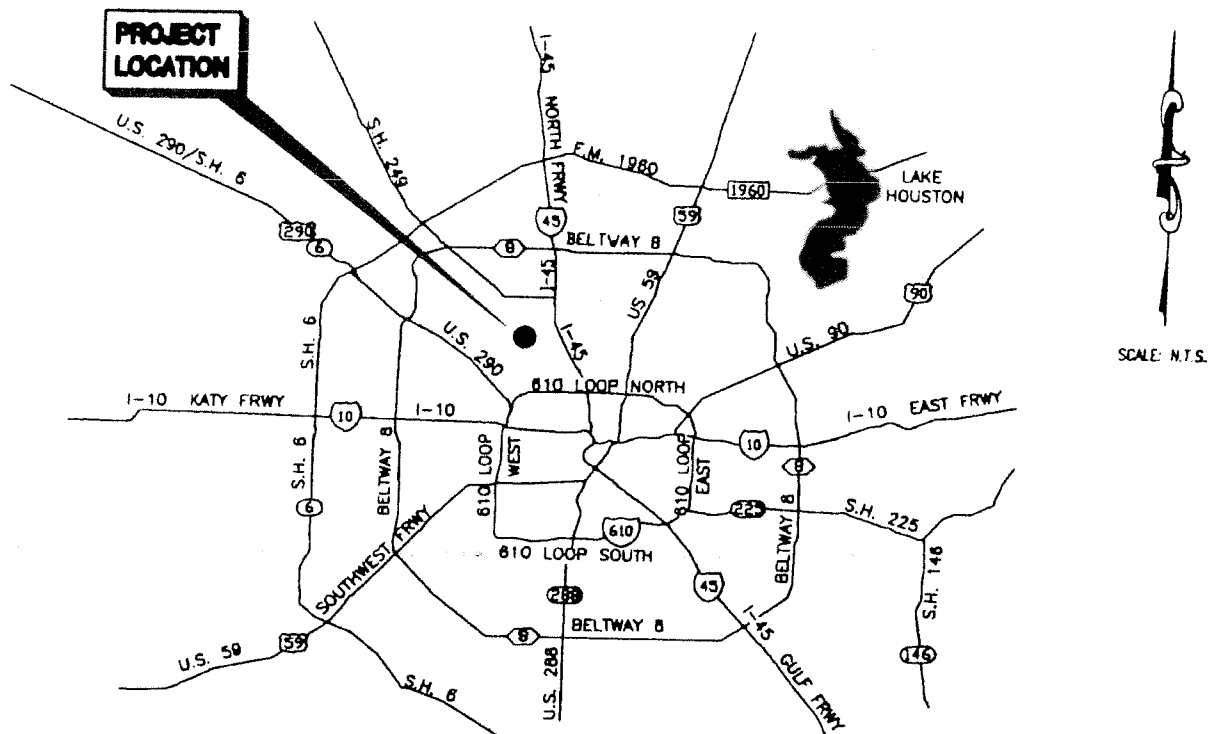 PROJECT
LOCATION
I-45
NORTH FRWY
U.S. 290/S.H. 6
S.H. 249
F.M. 1960
1960
LAKE
HOUSTON
59
45
290
6
8
BELTWAY 8
I-45
US 59
90
U.S. 90
I-45
U.S. 290
S.H. 6
SCALE: N.T.S.
610 LOOP NORTH
I-10 KATY FRWY
10
I-10
I-10 EAST FRWY
10
8
S.H. 6
BELTWAY 8
610 LOOP
WEST
610 LOOP
EAST
6
225
S.H. 225
BELTWAY 8
610
610 LOOP SOUTH
SOUTHWEST FRWY
288
45
S.H. 146
I-45 GULF FRWY
8
BELTWAY 8
59
U.S. 59
146
U.S. 288
S.H. 6